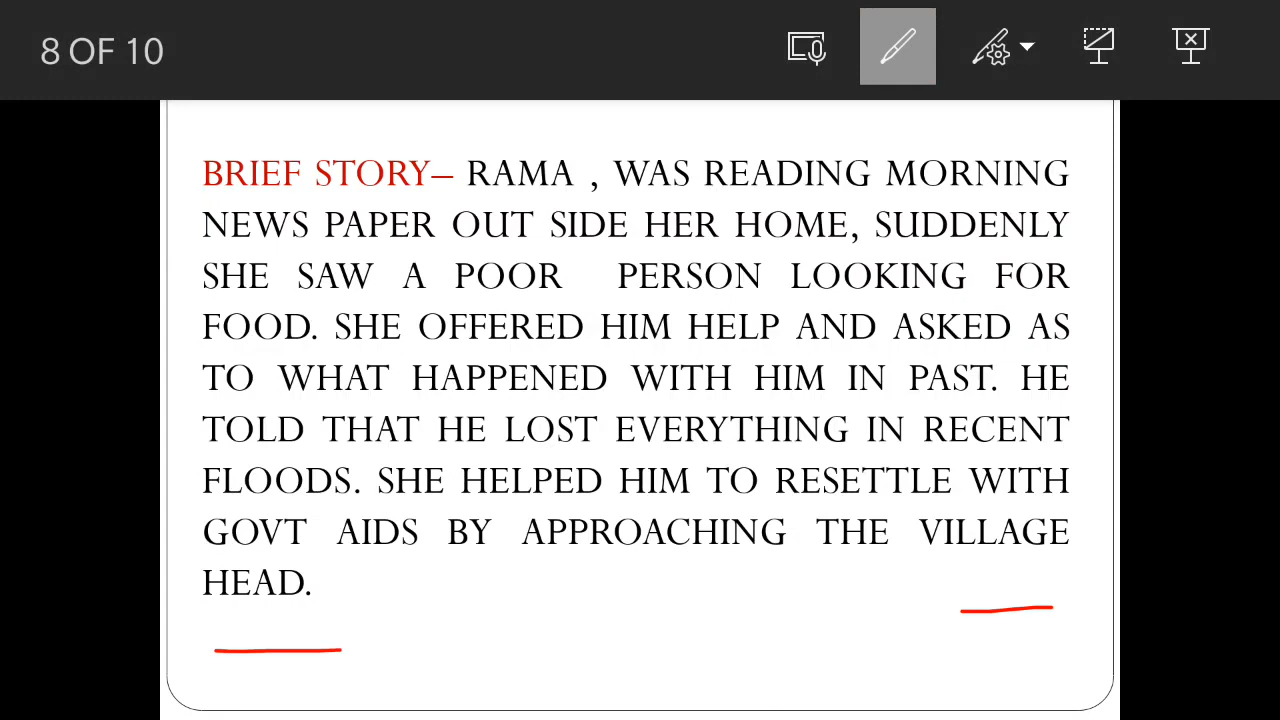 8 OF 10
BRIEF STORY– RAMA , WAS READING MORNING
NEWS PAPER OUT SIDE HER HOME, SUDDENLY
SHE SAW A POOR PERSON LOOKING FOR
FOOD. SHE OFFERED HIM HELP AND ASKED AS
TO WHAT HAPPENED WITH HIM IN PAST. HE
TOLD THAT HE LOST EVERYTHING IN RECENT
FLOODS. SHE HELPED HIM TO RESETTLE WITH
GOVT AIDS BY APPROACHING THE VILLAGE
HEAD.